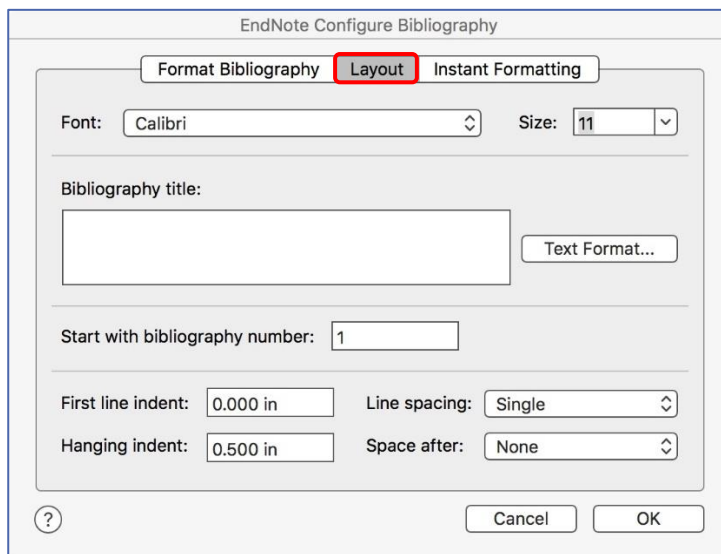 EndNote Configure Bibliography
Format Bibliography Layout Instant Formatting
Font: Calibri Size: 11
Bibliography title:
Text Format...
Start with bibliography number: 1
First line indent: 0.000 in Line spacing: Single
Hanging indent: 0.500 in Space after: None
? Cancel OK